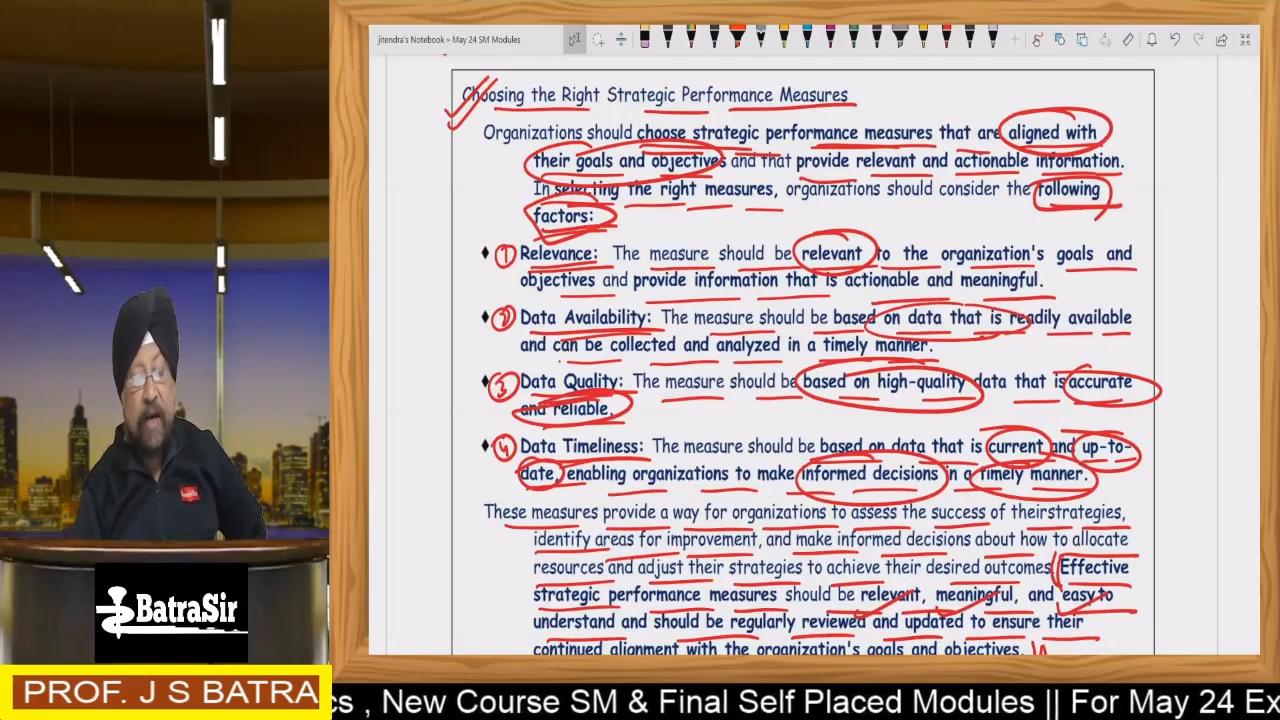 jitendra's Notebook » May 24 SM Modules
Choosing the Right Strategic Performance Measures
Organizations should choose strategic performance measures that are aligned with
their goals and objectives and that provide relevant and actionable information.
In selecting the right measures, organizations should consider the following
factors:
♦ 1 Relevance: The measure should be relevant to the organization's goals and
objectives and provide information that is actionable and meaningful.
♦ 2 Data Availability: The measure should be based on data that is readily available
and can be collected and analyzed in a timely manner.
♦ 3 Data Quality: The measure should be based on high-quality data that is accurate
and reliable.
♦ 4 Data Timeliness: The measure should be based on data that is current and up-to-
date, enabling organizations to make informed decisions in a timely manner.
These measures provide a way for organizations to assess the success of theirstrategies,
identify areas for improvement, and make informed decisions about how to allocate
resources and adjust their strategies to achieve their desired outcomes. Effective
strategic performance measures should be relevant, meaningful, and easy to
understand and should be regularly reviewed and updated to ensure their
continued alignment with the organization's goals and objectives.
BatraSir
PROF. J S BATRA
cs , New Course SM & Final Self Placed Modules || For May 24 Ex